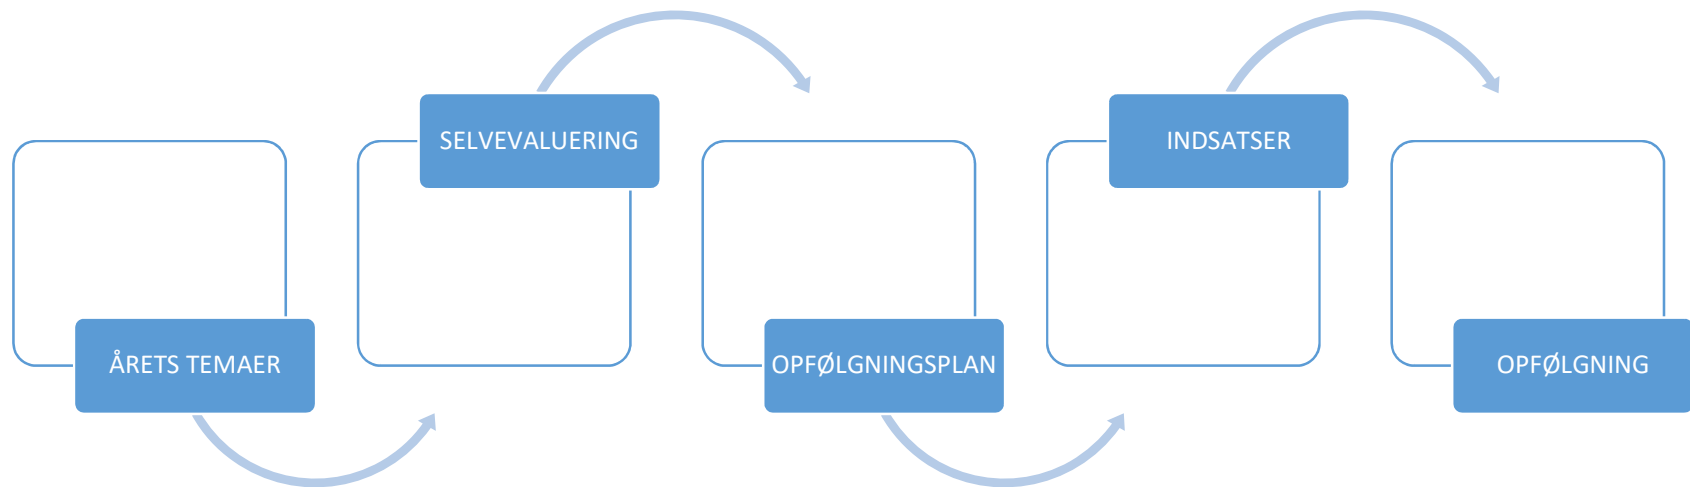 ÅRETS TEMAER
SELVEVALUERING
OPFØLGNINGSPLAN
INDSATSER
OPFØLGNING